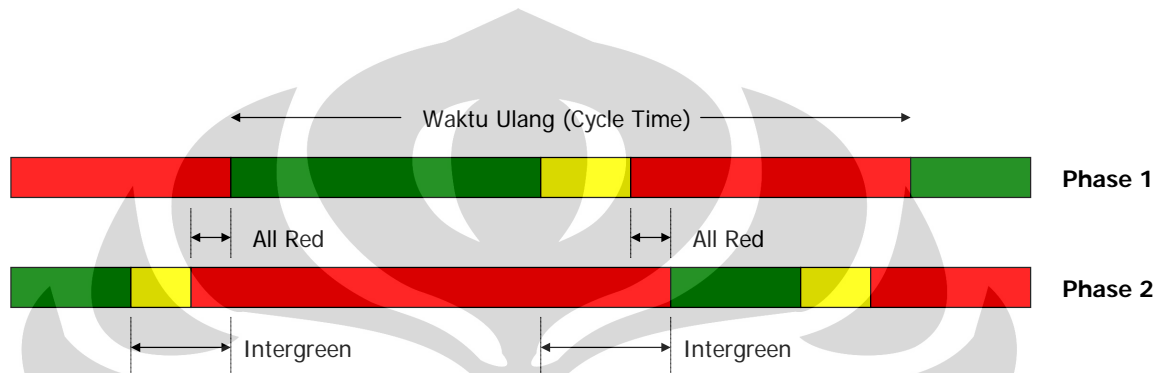 Waktu Ulang (Cycle Time)
Phase 1
All Red
All Red
Phase 2
Intergreen
Intergreen